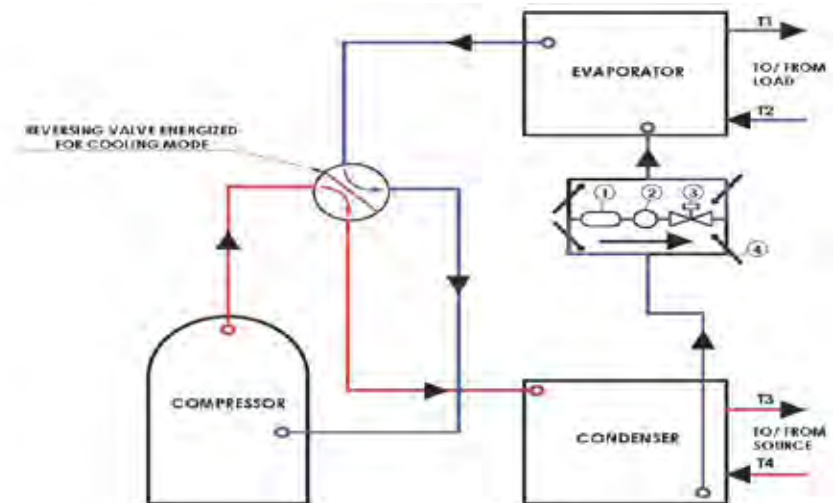 T1
EVAPORATOR
TO/ FROM
LOAD
T2
REVERSING VALVE ENERGIZED
FOR COOLING MODE
1
2
3
4
COMPRESSOR
CONDENSER
T3
TO/ FROM
SOURCE
T4